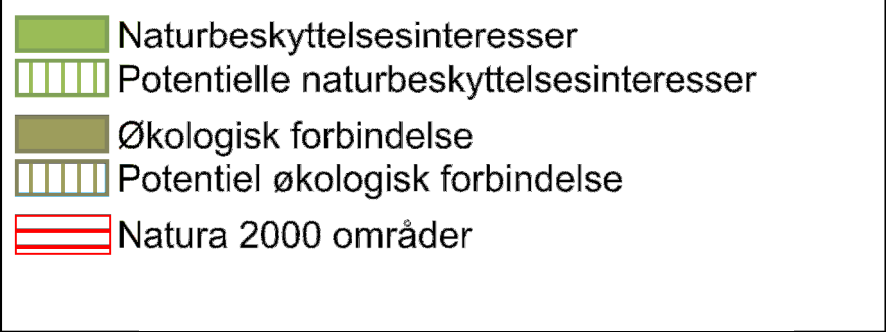 Naturbeskyttelsesinteresser
Potentielle naturbeskyttelsesinteresser
Økologisk forbindelse
Potentiel økologisk forbindelse
Natura 2000 områder